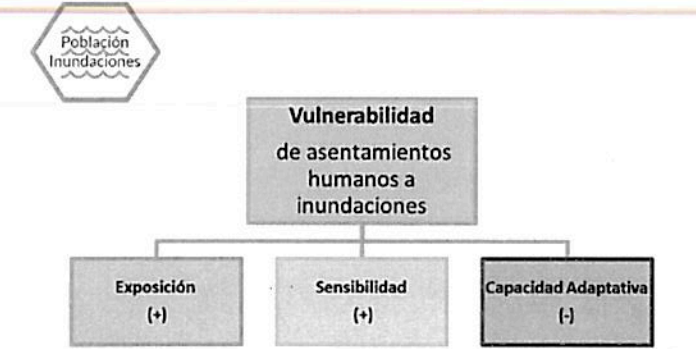 Población
Inundaciones
Vulnerabilidad
de asentamientos
humanos a
inundaciones
Exposición
(+)
Sensibilidad
(+)
Capacidad Adaptativa
(-)